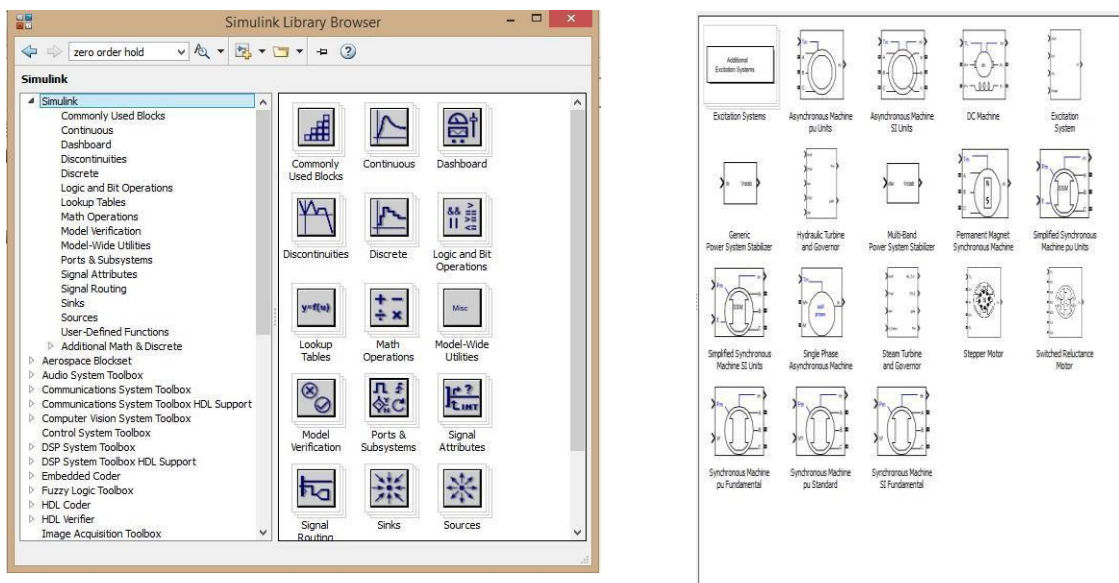 Simulink Library Browser
zero order hold
Simulink
Simulink
Commonly Used Blocks
Continuous
Dashboard
Discontinuities
Discrete
Logic and Bit Operations
Lookup Tables
Math Operations
Model Verification
Model-Wide Utilities
Ports & Subsystems
Signal Attributes
Signal Routing
Sinks
Sources
User-Defined Functions
Additional Math & Discrete
Aerospace Blockset
Audio System Toolbox
Communications System Toolbox
Communications System Toolbox HDL Support
Computer Vision System Toolbox
Control System Toolbox
DSP System Toolbox
DSP System Toolbox HDL Support
Embedded Coder
Fuzzy Logic Toolbox
HDL Coder
HDL Verifier
Image Acquisition Toolbox
Commonly
Used Blocks
Continuous
Dashboard
Discontinuities
Discrete
Logic and Bit
Operations
y=f(u)
Lookup
Tables
Math
Operations
Misc
Model-Wide
Utilities
Model
Verification
Ports &
Subsystems
Signal
Attributes
Signal
Routing
Sinks
Sources
Additional
Excitation Systems
Excitation Systems
Asynchronous Machine
pu Units
Asynchronous Machine
SI Units
DC Machine
Excitation
System
Generic
Power System Stabilizer
Hydraulic Turbine
and Governor
Multi-Band
Power System Stabilizer
Permanent Magnet
Synchronous Machine
Simplified Synchronous
Machine pu Units
Simplified Synchronous
Machine SI Units
Single Phase
Asynchronous Machine
Steam Turbine
and Governor
Stepper Motor
Switched Reluctance
Motor
Synchronous Machine
pu Fundamental
Synchronous Machine
pu Standard
Synchronous Machine
SI Fundamental